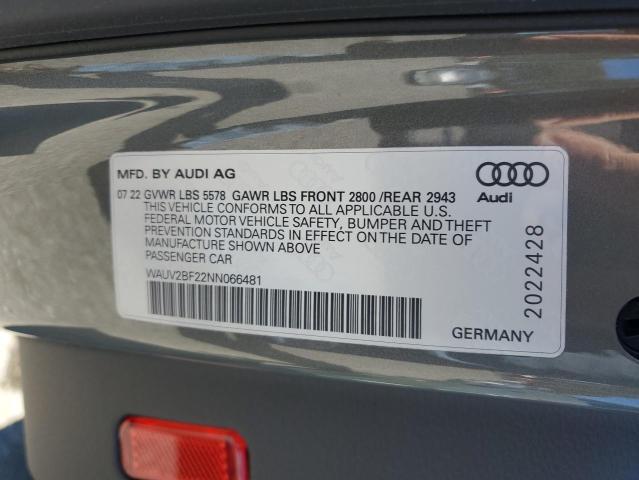 MFD. BY AUDI AG
07 22 GVWR LBS 5578 GAWR LBS FRONT 2800 /REAR 2943
THIS VEHICLE CONFORMS TO ALL APPLICABLE U.S.
FEDERAL MOTOR VEHICLE SAFETY, BUMPER AND THEFT
PREVENTION STANDARDS IN EFFECT ON THE DATE OF
MANUFACTURE SHOWN ABOVE
PASSENGER CAR
WAUV2BF22NN066481
Audi
2022428
GERMANY